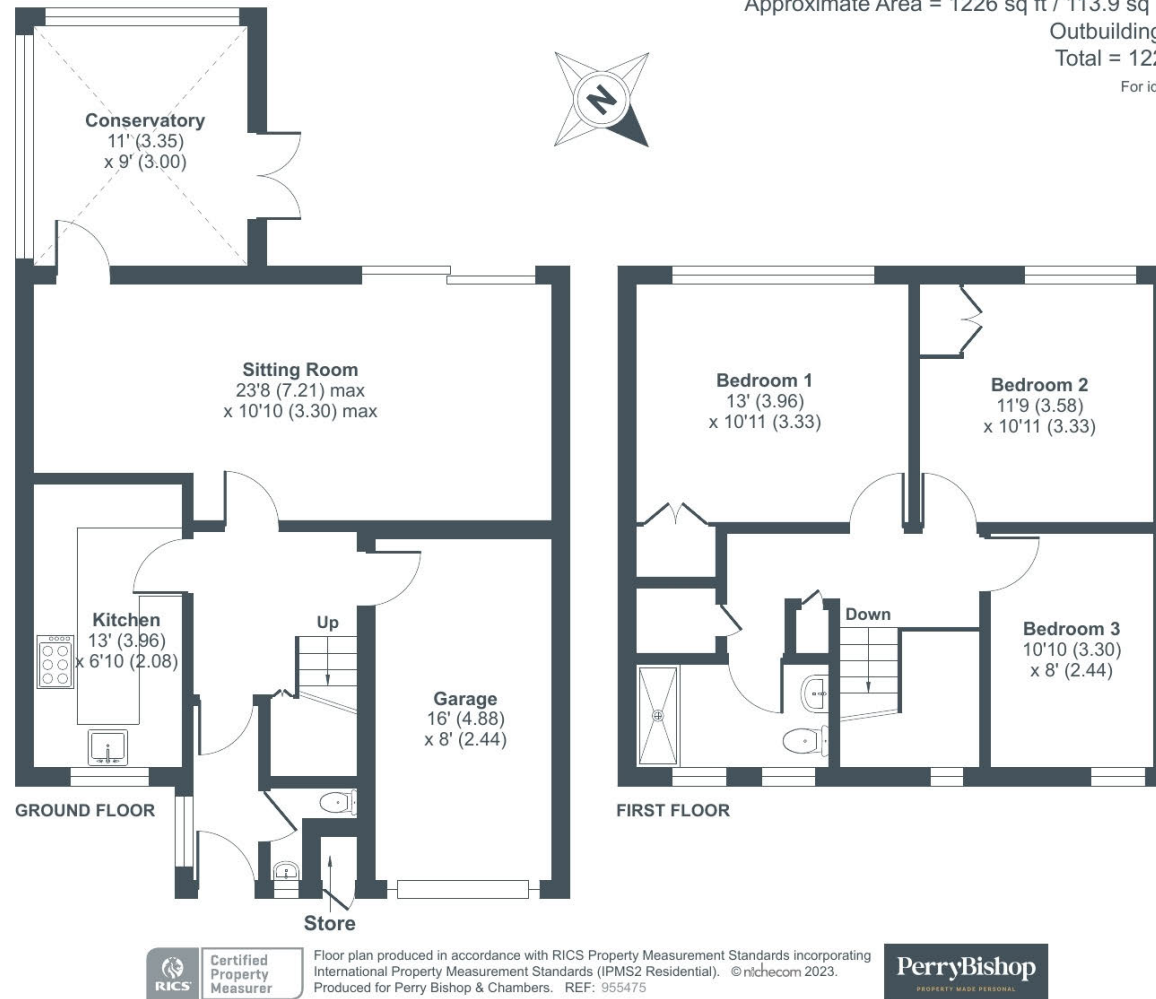 Approximate Area = 1226 sq ft / 113.9 sq
Outbuilding
Total = 122
For id
N
Conservatory
11' (3.35)
x 9' (3.00)
Sitting Room
23'8 (7.21) max
x 10'10 (3.30) max
Bedroom 1
13' (3.96)
x 10'11 (3.33)
Bedroom 2
11'9 (3.58)
x 10'11 (3.33)
Kitchen
13' (3.96)
x 6'10 (2.08)
Up
Garage
16' (4.88)
x 8' (2.44)
Down
Bedroom 3
10'10 (3.30)
x 8' (2.44)
GROUND FLOOR
FIRST FLOOR
Store
RICS
Certified
Property
Measurer
Floor plan produced in accordance with RICS Property Measurement Standards incorporating
International Property Measurement Standards (IPMS2 Residential). © nichecom 2023.
Produced for Perry Bishop & Chambers. REF: 955475
PerryBishop
PROPERTY MADE PERSONAL